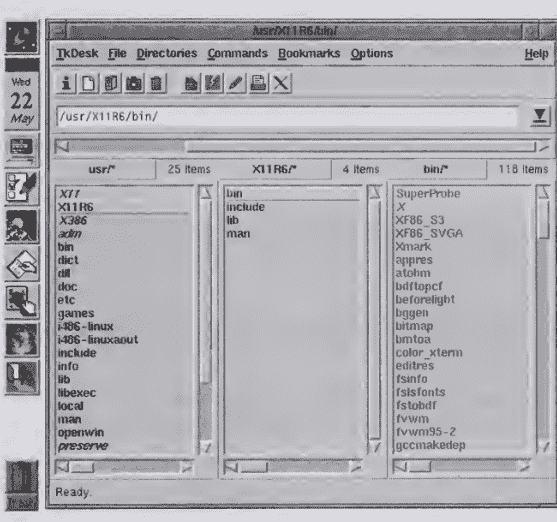 /usr/X11R6/bin/
TkDesk File Directories Commands Bookmarks Options Help
Wed
22
May
/usr/X11R6/bin/
usr/* 25 Items X11R6/* 4 Items bin/* 118 Items
X11
X11R6
X386
adm
bin
dict
dll
doc
etc
games
i486-linux
i486-linuxaout
include
info
lib
libexec
local
man
openwin
preserve
bin
include
lib
man
SuperProbe
X
XF86_S3
XF86_SVGA
Xmark
appres
atobm
bdftopcf
beforelight
bggen
bitmap
bmtoa
color_xterm
editres
fsinfo
fslsfonts
fstobdf
fvwm
fvwm95-2
gccmakedep
Ready.